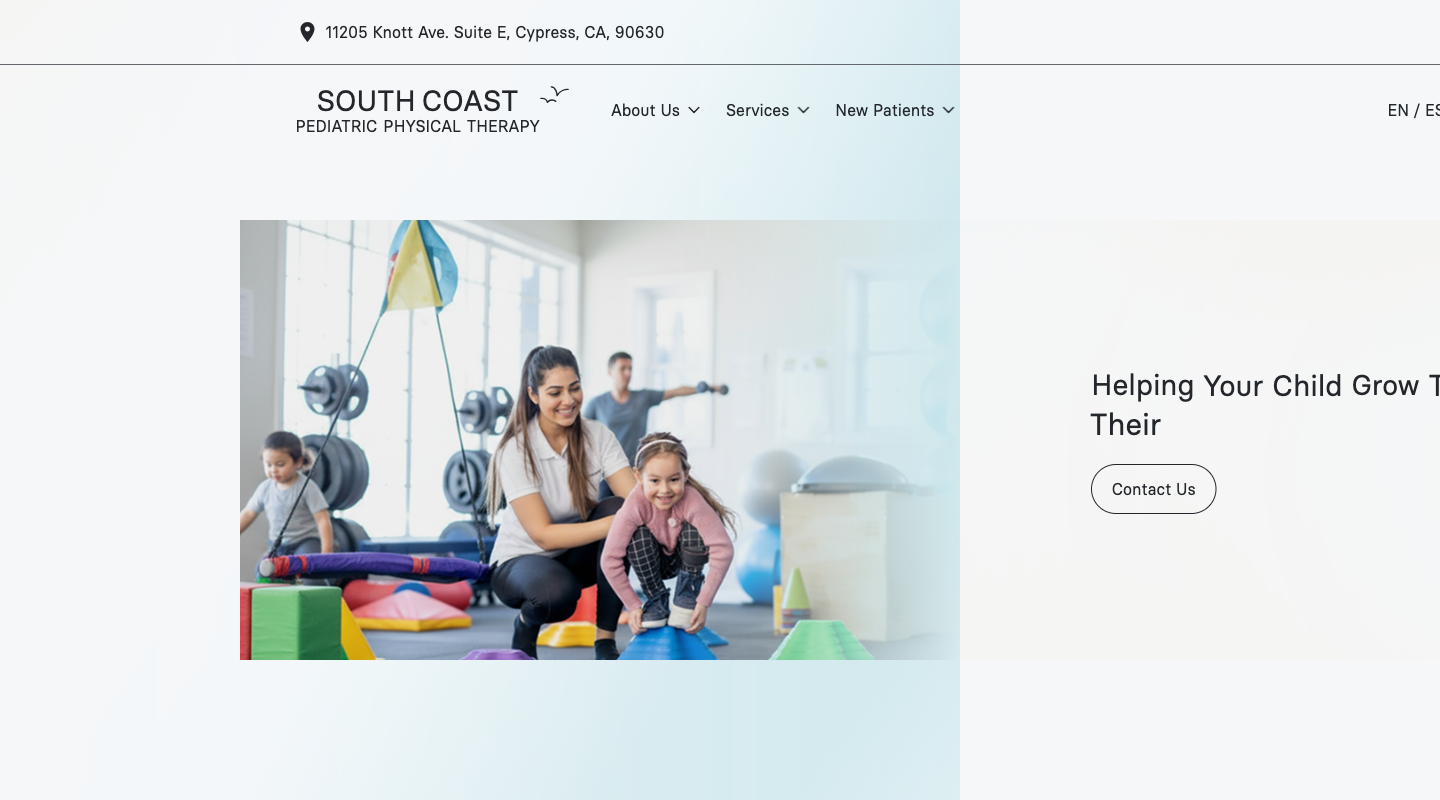 11205 Knott Ave. Suite E, Cypress, CA, 90630
SOUTH COAST
PEDIATRIC PHYSICAL THERAPY
About Us
Services
New Patients
EN / ES
Helping Your Child Grow T
Their
Contact Us